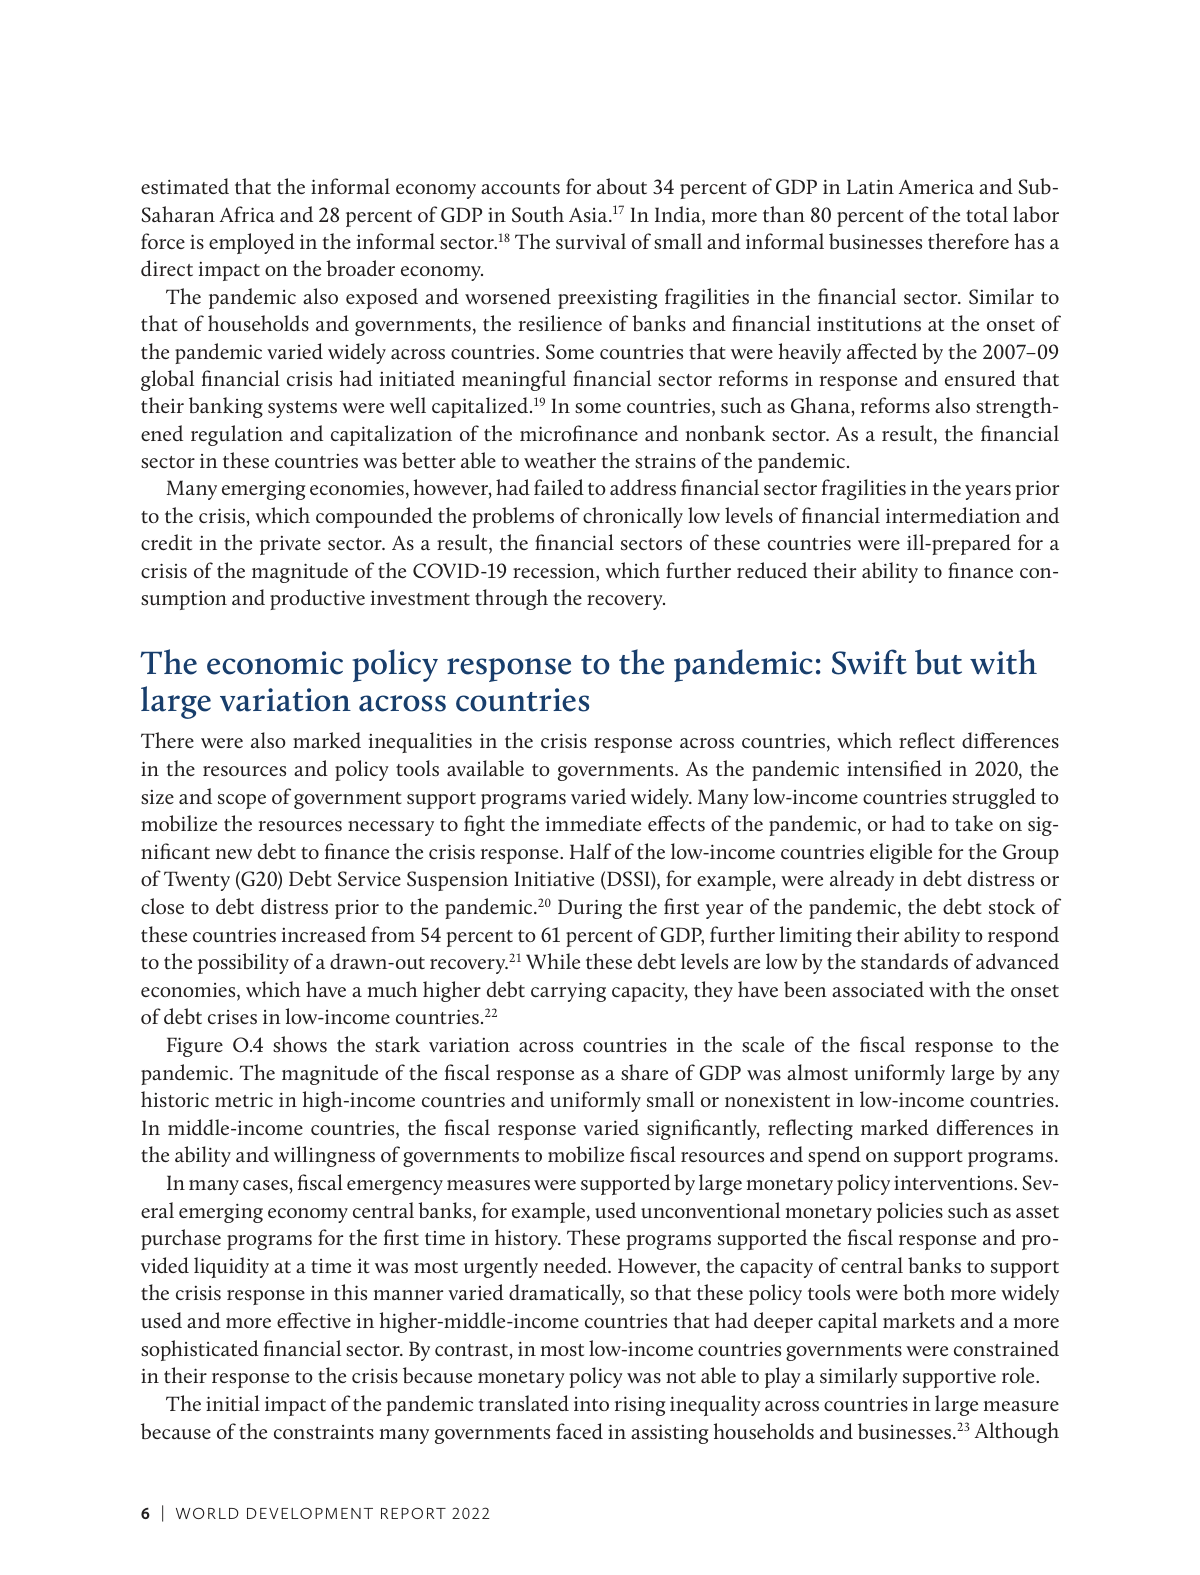 estimated that the informal economy accounts for about 34 percent of GDP in Latin America and Sub-
Saharan Africa and 28 percent of GDP in South Asia.17 In India, more than 80 percent of the total labor
force is employed in the informal sector.18 The survival of small and informal businesses therefore has a
direct impact on the broader economy.
The pandemic also exposed and worsened preexisting fragilities in the financial sector. Similar to
that of households and governments, the resilience of banks and financial institutions at the onset of
the pandemic varied widely across countries. Some countries that were heavily affected by the 2007–09
global financial crisis had initiated meaningful financial sector reforms in response and ensured that
their banking systems were well capitalized.19 In some countries, such as Ghana, reforms also strength-
ened regulation and capitalization of the microfinance and nonbank sector. As a result, the financial
sector in these countries was better able to weather the strains of the pandemic.
Many emerging economies, however, had failed to address financial sector fragilities in the years prior
to the crisis, which compounded the problems of chronically low levels of financial intermediation and
credit in the private sector. As a result, the financial sectors of these countries were ill-prepared for a
crisis of the magnitude of the COVID-19 recession, which further reduced their ability to finance con-
sumption and productive investment through the recovery.
The economic policy response to the pandemic: Swift but with
large variation across countries
There were also marked inequalities in the crisis response across countries, which reflect differences
in the resources and policy tools available to governments. As the pandemic intensified in 2020, the
size and scope of government support programs varied widely. Many low-income countries struggled to
mobilize the resources necessary to fight the immediate effects of the pandemic, or had to take on sig-
nificant new debt to finance the crisis response. Half of the low-income countries eligible for the Group
of Twenty (G20) Debt Service Suspension Initiative (DSSI), for example, were already in debt distress or
close to debt distress prior to the pandemic.20 During the first year of the pandemic, the debt stock of
these countries increased from 54 percent to 61 percent of GDP, further limiting their ability to respond
to the possibility of a drawn-out recovery.21 While these debt levels are low by the standards of advanced
economies, which have a much higher debt carrying capacity, they have been associated with the onset
of debt crises in low-income countries.22
Figure O.4 shows the stark variation across countries in the scale of the fiscal response to the
pandemic. The magnitude of the fiscal response as a share of GDP was almost uniformly large by any
historic metric in high-income countries and uniformly small or nonexistent in low-income countries.
In middle-income countries, the fiscal response varied significantly, reflecting marked differences in
the ability and willingness of governments to mobilize fiscal resources and spend on support programs.
In many cases, fiscal emergency measures were supported by large monetary policy interventions. Sev-
eral emerging economy central banks, for example, used unconventional monetary policies such as asset
purchase programs for the first time in history. These programs supported the fiscal response and pro-
vided liquidity at a time it was most urgently needed. However, the capacity of central banks to support
the crisis response in this manner varied dramatically, so that these policy tools were both more widely
used and more effective in higher-middle-income countries that had deeper capital markets and a more
sophisticated financial sector. By contrast, in most low-income countries governments were constrained
in their response to the crisis because monetary policy was not able to play a similarly supportive role.
The initial impact of the pandemic translated into rising inequality across countries in large measure
because of the constraints many governments faced in assisting households and businesses.23 Although
6 | WORLD DEVELOPMENT REPORT 2022